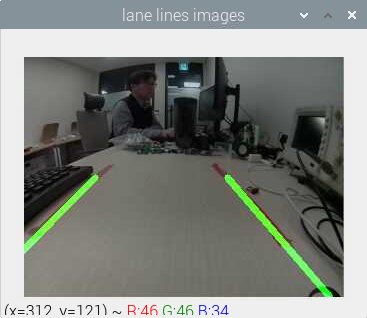 lane lines images
(x=312, y=121) ~ R:46 G:46 B:34